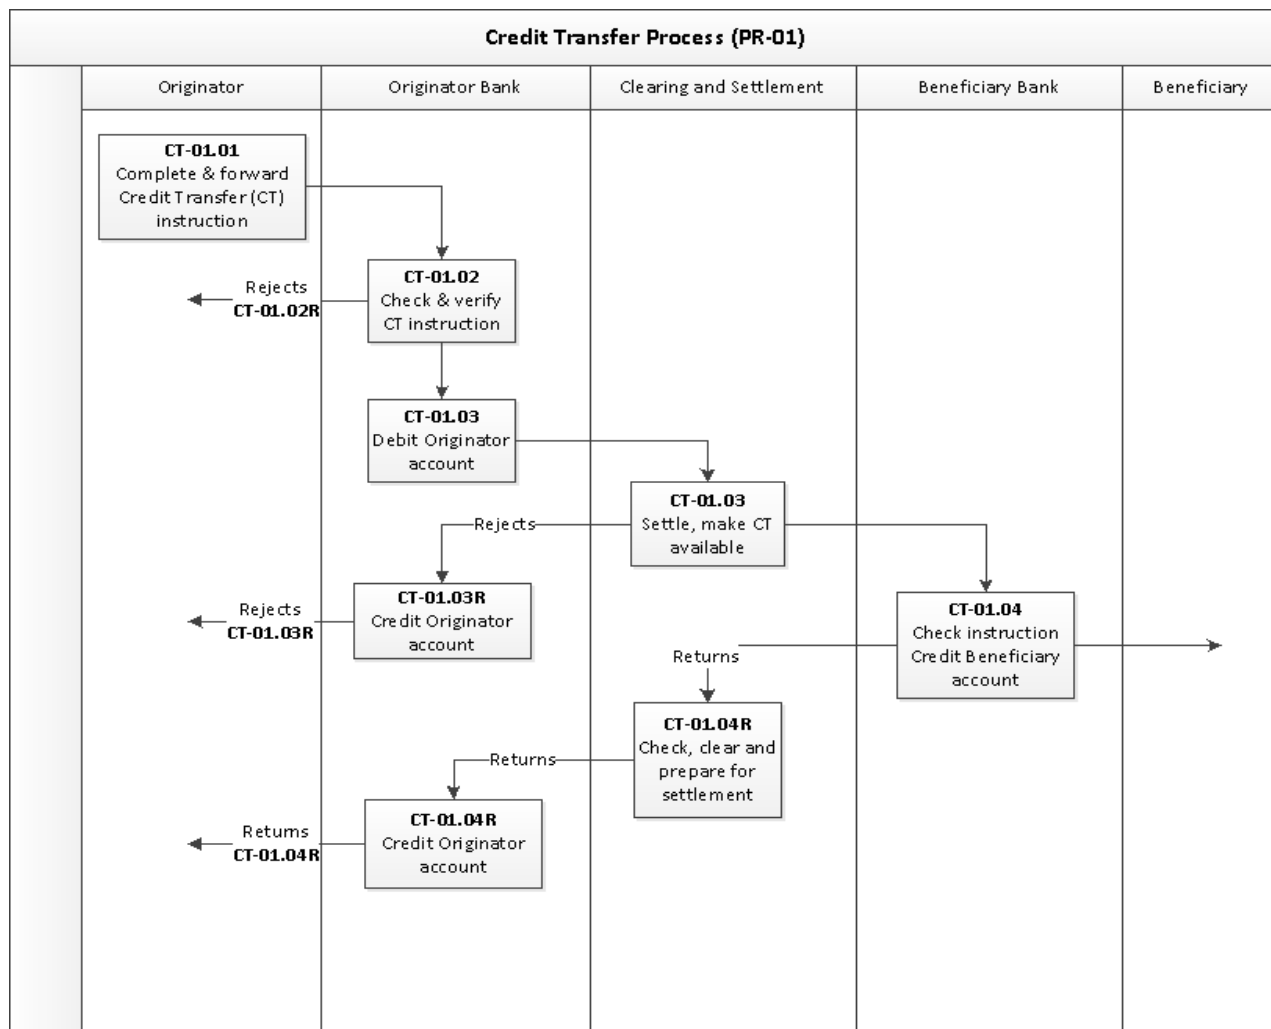 Credit Transfer Process (PR-01)
Originator
Originator Bank
Clearing and Settlement
Beneficiary Bank
Beneficiary
CT-01.01
Complete & forward
Credit Transfer (CT)
instruction
CT-01.02
Check & verify
CT instruction
Rejects
CT-01.02R
CT-01.03
Debit Originator
account
CT-01.03
Settle, make CT
available
Rejects
CT-01.03R
Credit Originator
account
Rejects
CT-01.03R
CT-01.04
Check instruction
Credit Beneficiary
account
Returns
CT-01.04R
Check, clear and
prepare for
settlement
Returns
CT-01.04R
Credit Originator
account
Returns
CT-01.04R